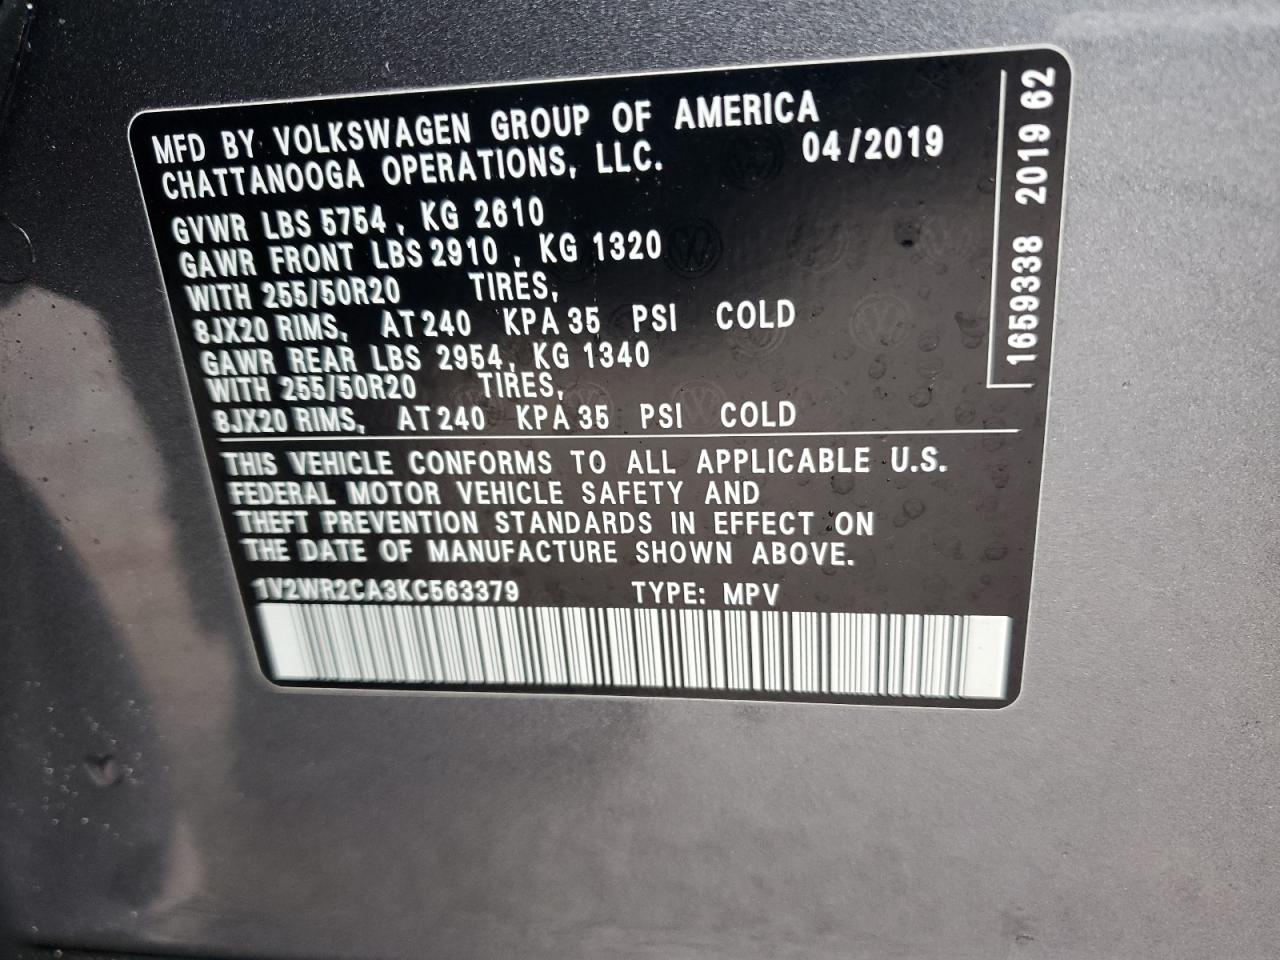 MFD BY VOLKSWAGEN GROUP OF AMERICA
CHATTANOOGA OPERATIONS, LLC. 04/2019
GVWR LBS 5754, KG 2610
GAWR FRONT LBS 2910, KG 1320
WITH 255/50R20 TIRES,
8JX20 RIMS, AT 240 KPA 35 PSI COLD
GAWR REAR LBS 2954, KG 1340
WITH 255/50R20 TIRES,
8JX20 RIMS, AT 240 KPA 35 PSI COLD
THIS VEHICLE CONFORMS TO ALL APPLICABLE U.S.
FEDERAL MOTOR VEHICLE SAFETY AND
THEFT PREVENTION STANDARDS IN EFFECT ON
THE DATE OF MANUFACTURE SHOWN ABOVE.
1V2WR2CA3KC563379 TYPE: MPV
1659338 2019 62